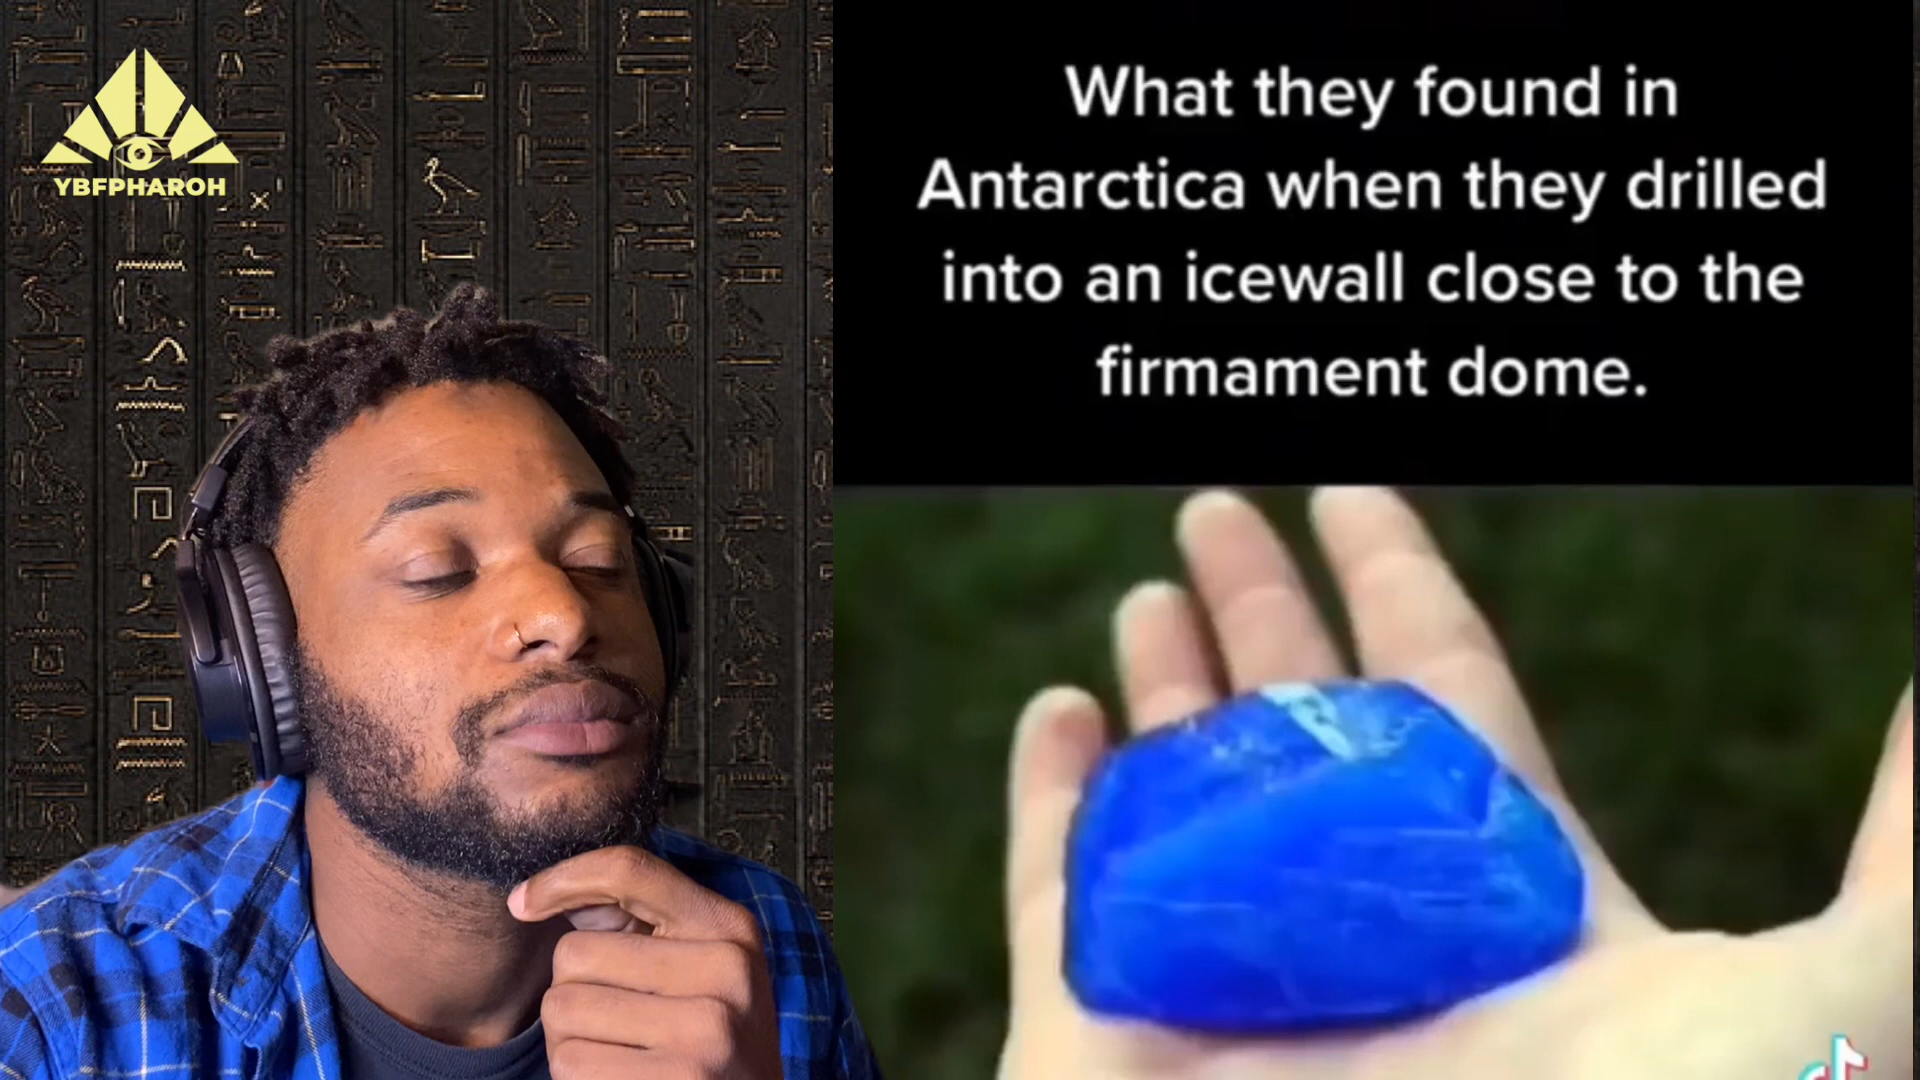 YBFPHAROH
What they found in
Antarctica when they drilled
into an icewall close to the
firmament dome.